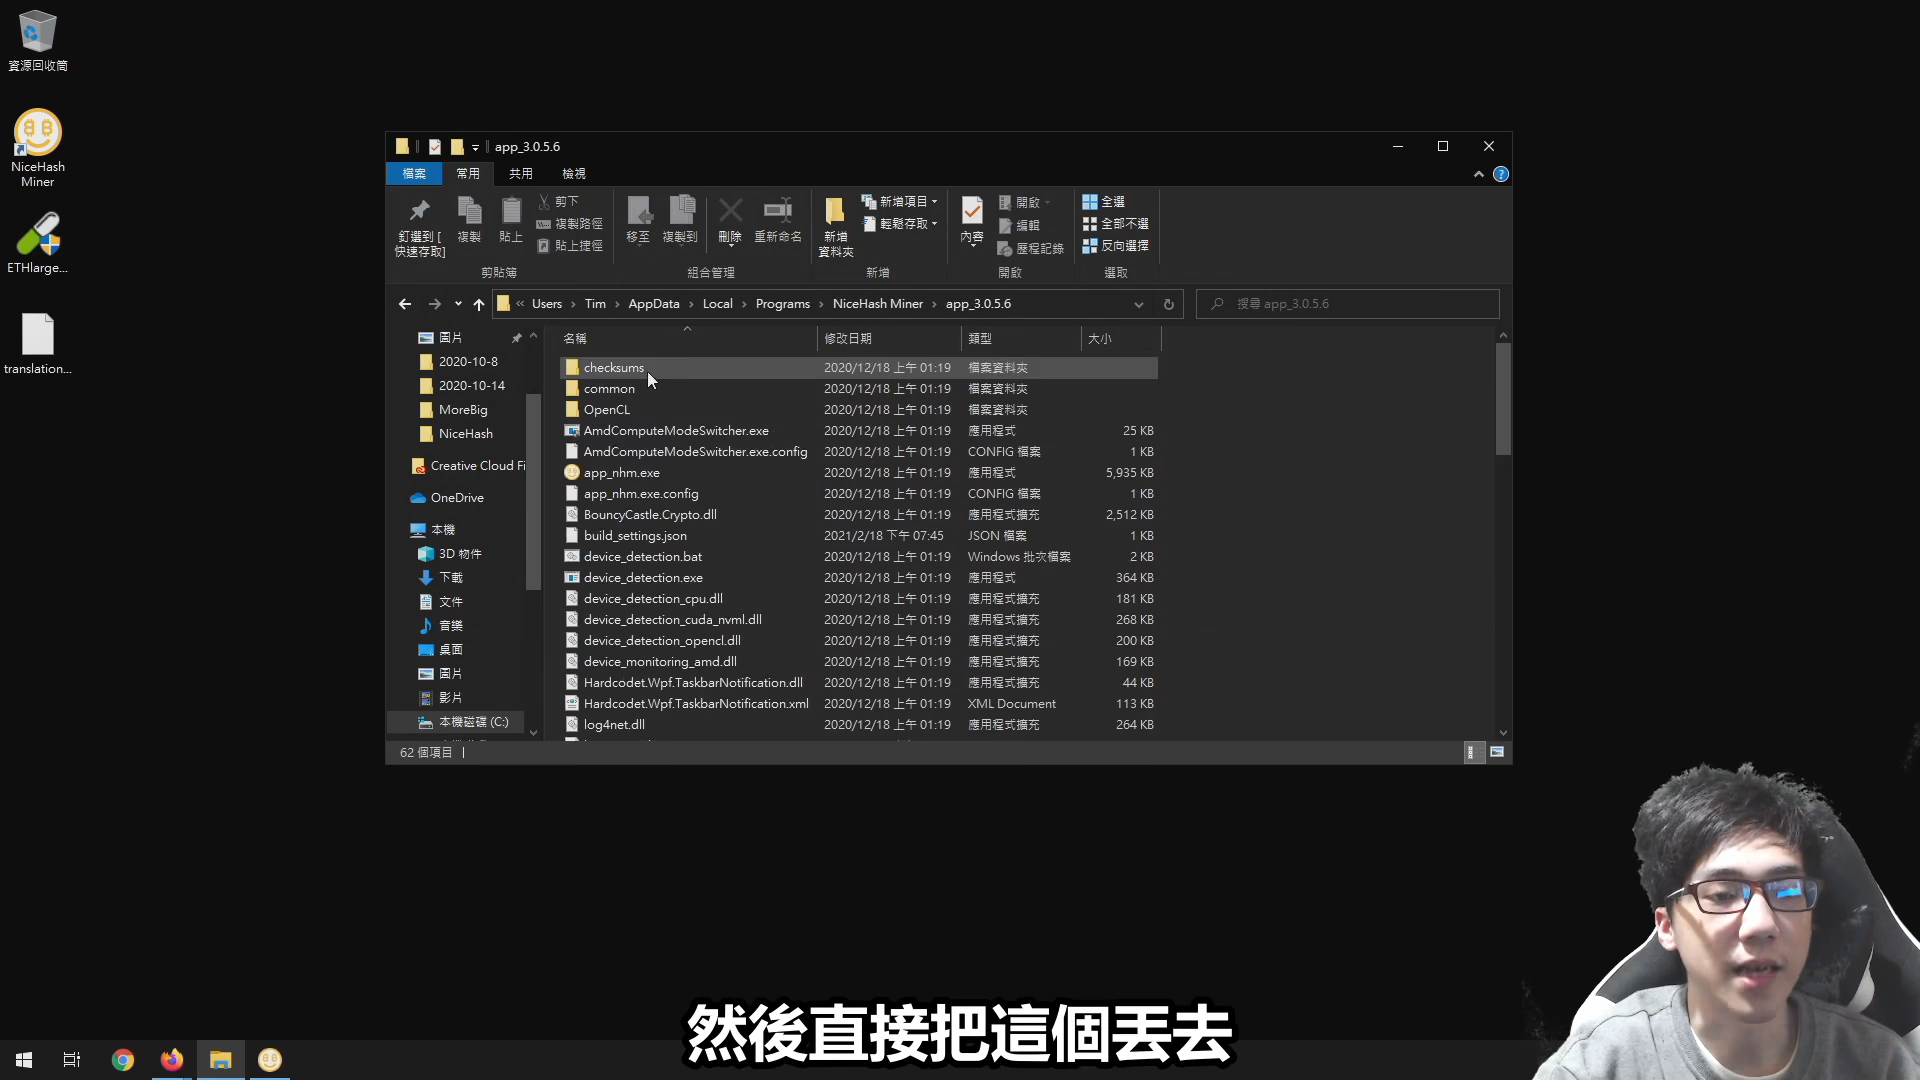 資源回收筒
NiceHash
Miner
ETHlarge...
translation...
app_3.0.5.6
檔案
常用
共用
檢視
釘選到 [
快速存取]
複製
貼上
剪下
複製路徑
貼上捷徑
剪貼簿
移至
複製到
刪除
重新命名
組合管理
新增
資料夾
新增項目
輕鬆存取
新增
內容
開啟
編輯
歷程記錄
開啟
全選
全部不選
反向選擇
選取
« Users › Tim › AppData › Local › Programs › NiceHash Miner › app_3.0.5.6
搜尋 app_3.0.5.6
圖片
2020-10-8
2020-10-14
MoreBig
NiceHash
Creative Cloud Fi
OneDrive
本機
3D 物件
下載
文件
音樂
桌面
圖片
影片
本機磁碟 (C:)
名稱 修改日期 類型 大小
checksums 2020/12/18 上午 01:19 檔案資料夾
common 2020/12/18 上午 01:19 檔案資料夾
OpenCL 2020/12/18 上午 01:19 檔案資料夾
AmdComputeModeSwitcher.exe 2020/12/18 上午 01:19 應用程式 25 KB
AmdComputeModeSwitcher.exe.config 2020/12/18 上午 01:19 CONFIG 檔案 1 KB
app_nhm.exe 2020/12/18 上午 01:19 應用程式 5,935 KB
app_nhm.exe.config 2020/12/18 上午 01:19 CONFIG 檔案 1 KB
BouncyCastle.Crypto.dll 2020/12/18 上午 01:19 應用程式擴充 2,512 KB
build_settings.json 2021/2/18 下午 07:45 JSON 檔案 1 KB
device_detection.bat 2020/12/18 上午 01:19 Windows 批次檔案 2 KB
device_detection.exe 2020/12/18 上午 01:19 應用程式 364 KB
device_detection_cpu.dll 2020/12/18 上午 01:19 應用程式擴充 181 KB
device_detection_cuda_nvml.dll 2020/12/18 上午 01:19 應用程式擴充 268 KB
device_detection_opencl.dll 2020/12/18 上午 01:19 應用程式擴充 200 KB
device_monitoring_amd.dll 2020/12/18 上午 01:19 應用程式擴充 169 KB
Hardcodet.Wpf.TaskbarNotification.dll 2020/12/18 上午 01:19 應用程式擴充 44 KB
Hardcodet.Wpf.TaskbarNotification.xml 2020/12/18 上午 01:19 XML Document 113 KB
log4net.dll 2020/12/18 上午 01:19 應用程式擴充 264 KB
62 個項目
然後直接把這個丟去